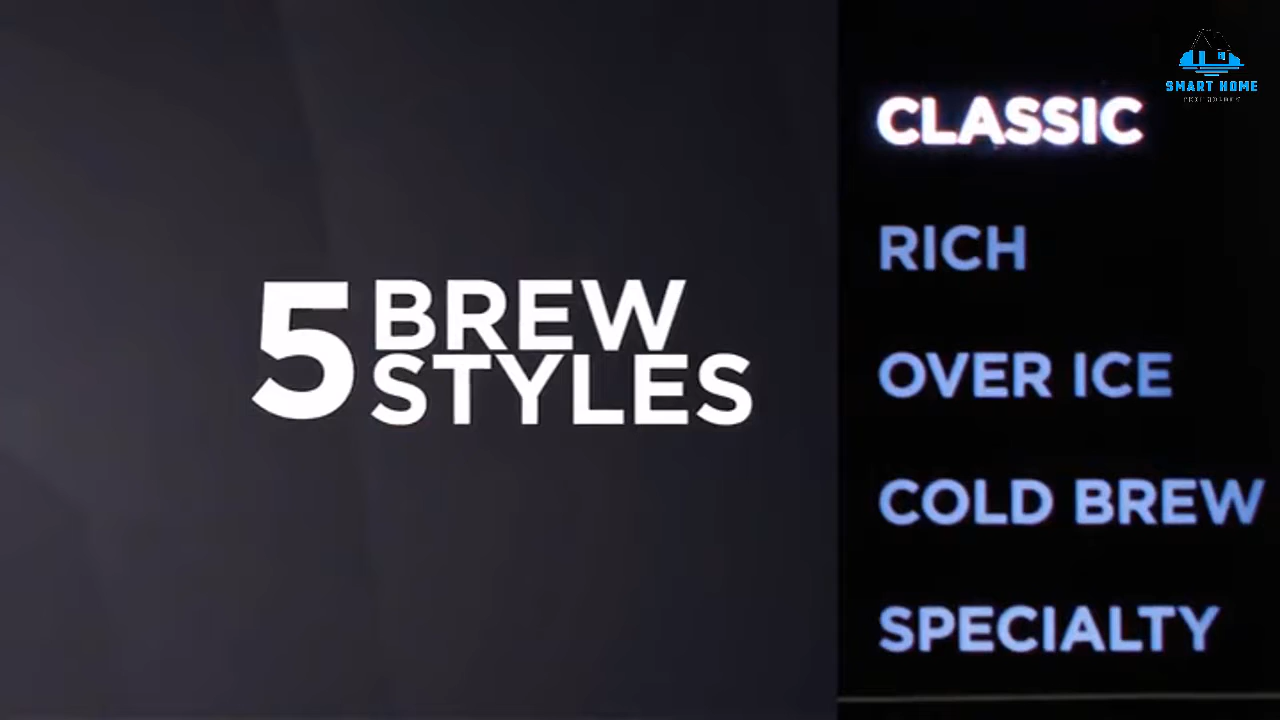 5 BREW
STYLES
CLASSIC
RICH
OVER ICE
COLD BREW
SPECIALTY
SMART HOME